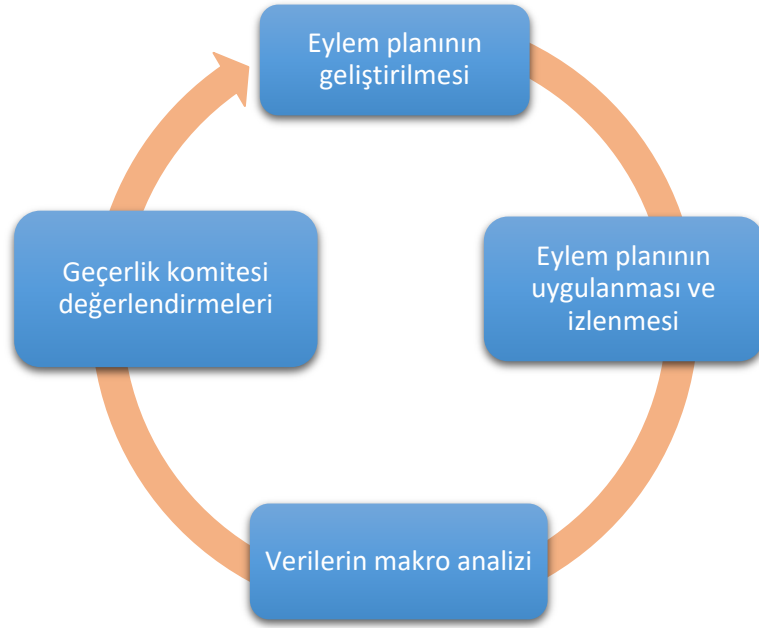 Eylem planının
geliştirilmesi
Eylem planının
uygulanması ve
izlenmesi
Verilerin makro analizi
Geçerlik komitesi
değerlendirmeleri